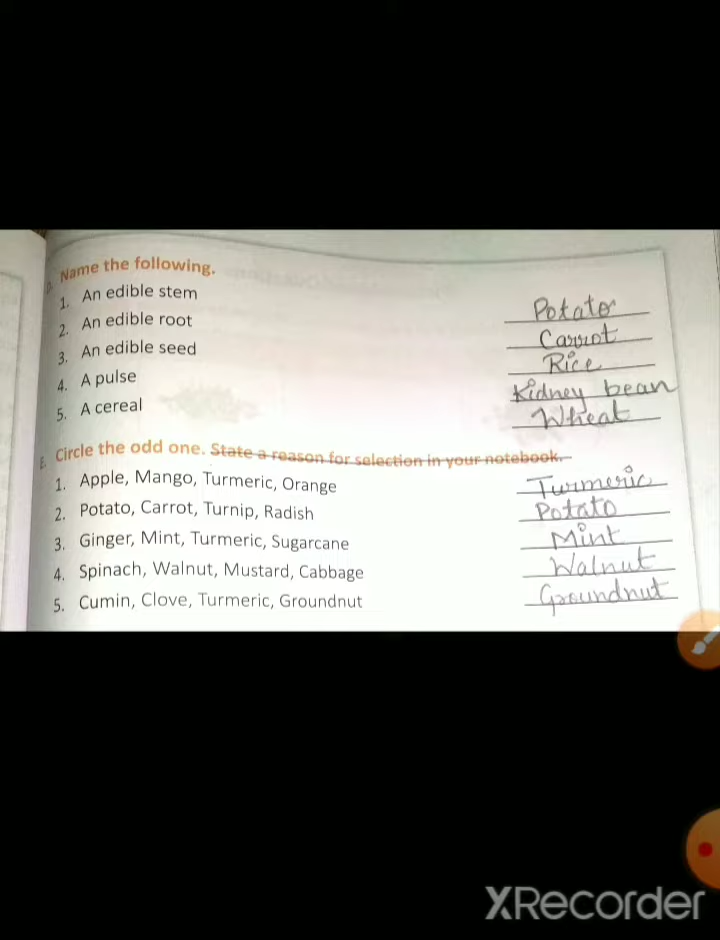 D. Name the following.
1. An edible stem Potato
2. An edible root Carrot
3. An edible seed Rice
4. A pulse Kidney bean
5. A cereal Wheat
E. Circle the odd one. State a reason for selection in your notebook.
1. Apple, Mango, Turmeric, Orange Turmeric
2. Potato, Carrot, Turnip, Radish Potato
3. Ginger, Mint, Turmeric, Sugarcane Mint
4. Spinach, Walnut, Mustard, Cabbage Walnut
5. Cumin, Clove, Turmeric, Groundnut Groundnut
XRecorder